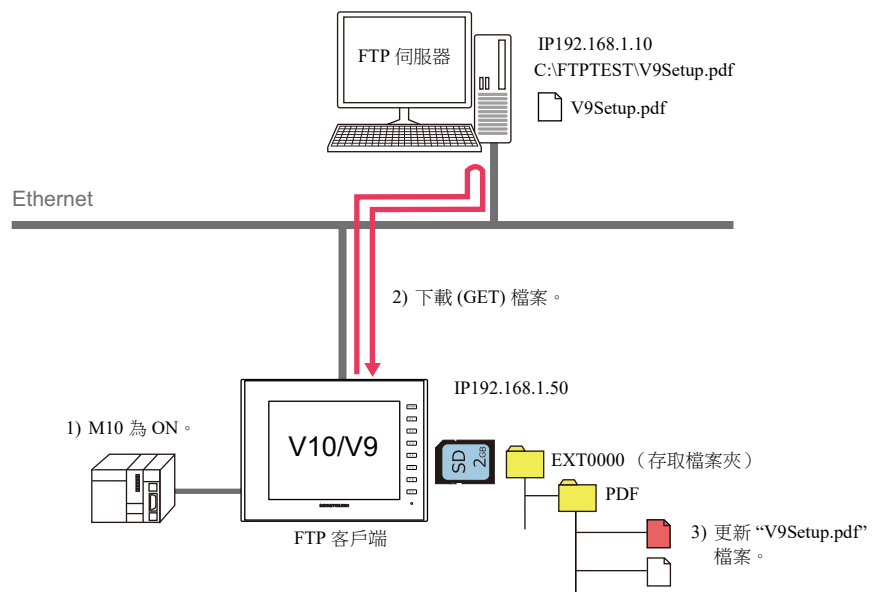 FTP 伺服器
IP192.168.1.10
C:\FTPTEST\V9Setup.pdf
V9Setup.pdf
Ethernet
2) 下載 (GET) 檔案。
IP192.168.1.50
1) M10 為 ON。
V10/V9
SD
2GB
EXT0000 （存取檔案夾）
PDF
FTP 客戶端
3) 更新 “V9Setup.pdf”
檔案。